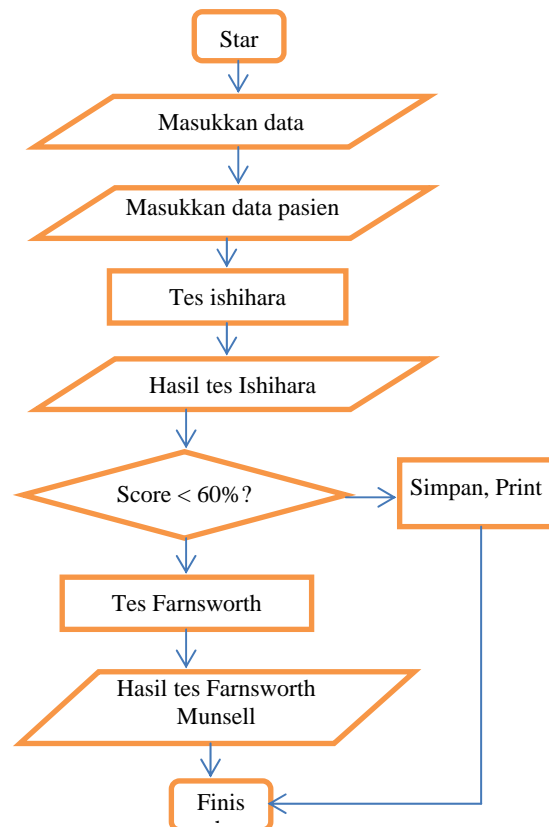 Star
Masukkan data
Masukkan data pasien
Tes ishihara
Hasil tes Ishihara
Score < 60%?
Simpan, Print
Tes Farnsworth
Hasil tes Farnsworth
Munsell
Finis